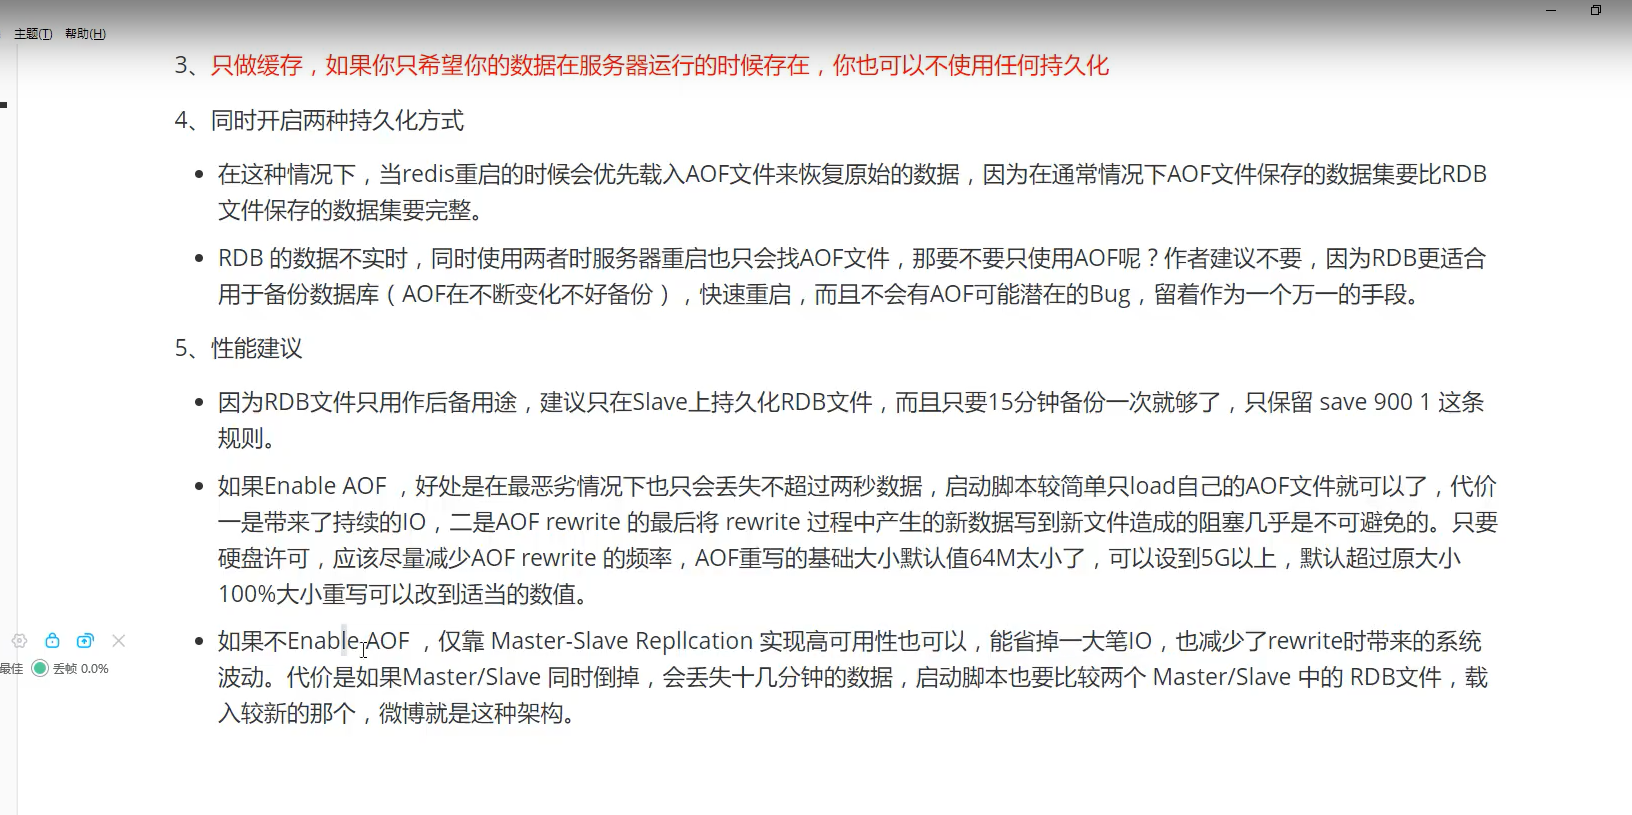 主题(T) 帮助(H)
3、只做缓存，如果你只希望你的数据在服务器运行的时候存在，你也可以不使用任何持久化
4、同时开启两种持久化方式
在这种情况下，当redis重启的时候会优先载入AOF文件来恢复原始的数据，因为在通常情况下AOF文件保存的数据集要比RDB
文件保存的数据集要完整。
RDB 的数据不实时，同时使用两者时服务器重启也只会找AOF文件，那要不要只使用AOF呢？作者建议不要，因为RDB更适合
用于备份数据库（AOF在不断变化不好备份），快速重启，而且不会有AOF可能潜在的Bug，留着作为一个万一的手段。
5、性能建议
因为RDB文件只用作后备用途，建议只在Slave上持久化RDB文件，而且只要15分钟备份一次就够了，只保留 save 900 1 这条
规则。
如果Enable AOF ，好处是在最恶劣情况下也只会丢失不超过两秒数据，启动脚本较简单只load自己的AOF文件就可以了，代价
一是带来了持续的IO，二是AOF rewrite 的最后将 rewrite 过程中产生的新数据写到新文件造成的阻塞几乎是不可避免的。只要
硬盘许可，应该尽量减少AOF rewrite 的频率，AOF重写的基础大小默认值64M太小了，可以设到5G以上，默认超过原大小
100%大小重写可以改到适当的数值。
如果不Enable AOF ，仅靠 Master-Slave Repllcation 实现高可用性也可以，能省掉一大笔IO，也减少了rewrite时带来的系统
波动。代价是如果Master/Slave 同时倒掉，会丢失十几分钟的数据，启动脚本也要比较两个 Master/Slave 中的 RDB文件，载
入较新的那个，微博就是这种架构。
最佳 丢帧 0.0%